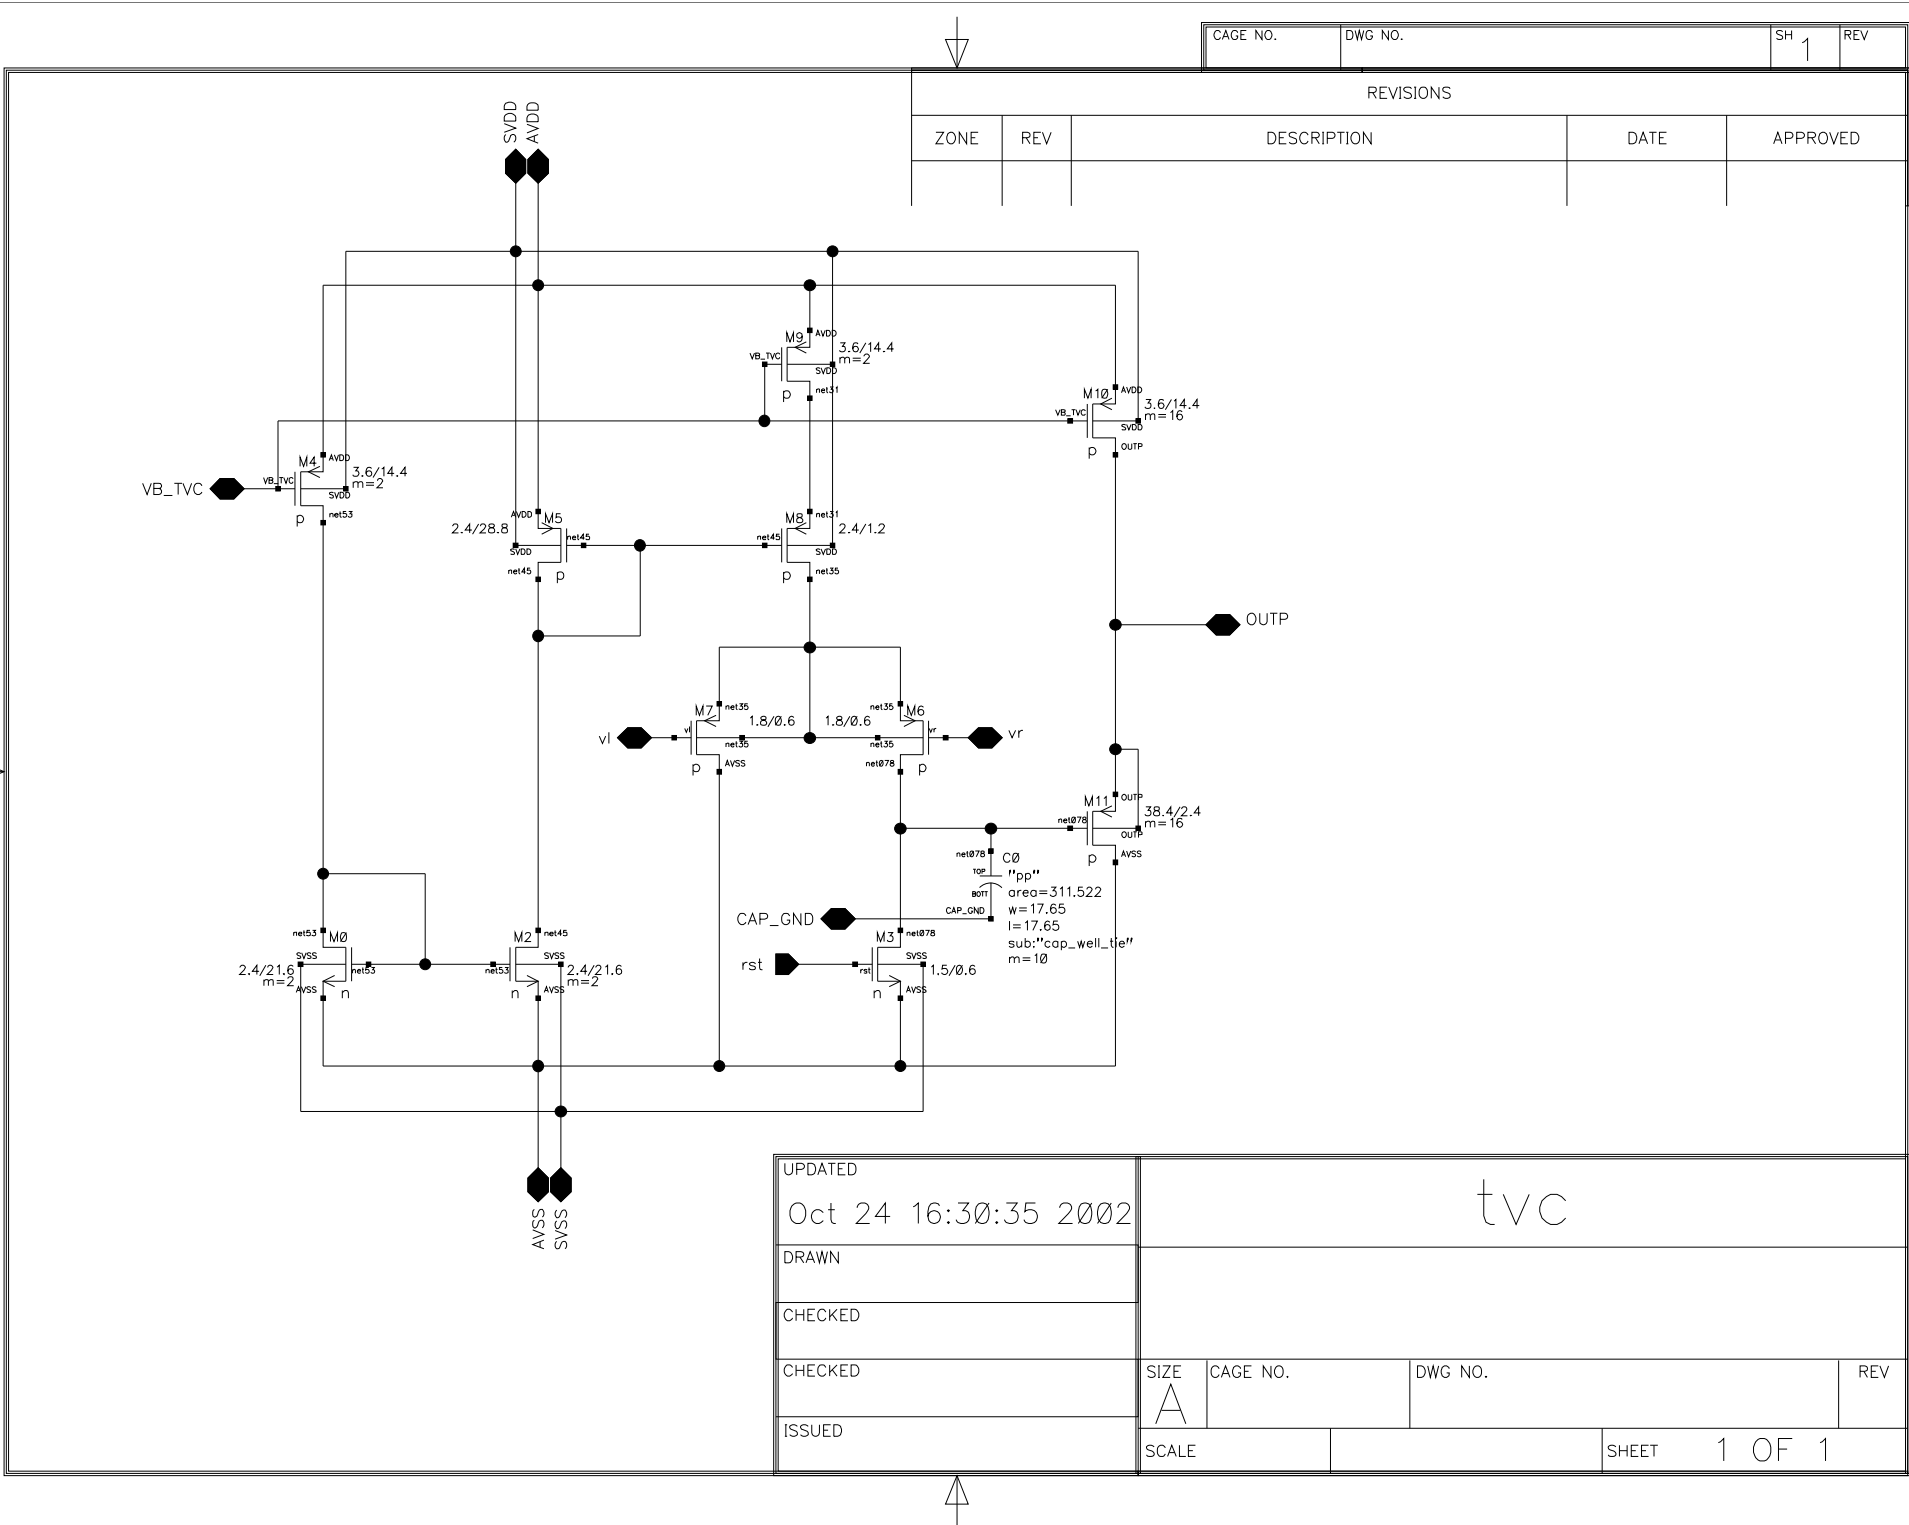 CAGE NO. DWG NO. SH 1 REV
REVISIONS
ZONE REV DESCRIPTION DATE APPROVED
SVDD
AVDD
M9
AVDD
3.6/14.4
m=2
VB_TVC
SVDD
net31
p
M10
AVDD
3.6/14.4
m=16
VB_TVC
SVDD
OUTP
p
M4
AVDD
3.6/14.4
m=2
VB_TVC
VB_TVC
SVDD
net53
p
AVDD
M5
2.4/28.8
net45
SVDD
net45
p
M8
net31
2.4/1.2
net45
SVDD
net35
p
OUTP
M7
net35
1.8/0.6
vl
vl
net35
AVSS
p
net35
M6
1.8/0.6
vr
vr
net35
net078
p
M11
OUTP
38.4/2.4
m=16
net078
OUTP
AVSS
p
net078
C0
TOP
"pp"
BOTT
area=311.522
w=17.65
l=17.65
sub:"cap_well_tie"
m=10
CAP_GND
CAP_GND
net53
M0
SVSS
2.4/21.6
m=2
net53
AVSS
n
M2
net45
SVSS
2.4/21.6
m=2
net53
AVSS
n
M3
net078
SVSS
1.5/0.6
rst
rst
AVSS
n
AVSS
SVSS
UPDATED
Oct 24 16:30:35 2002
tvc
DRAWN
CHECKED
CHECKED
ISSUED
SIZE
A
CAGE NO.
DWG NO.
REV
SCALE
SHEET 1 OF 1